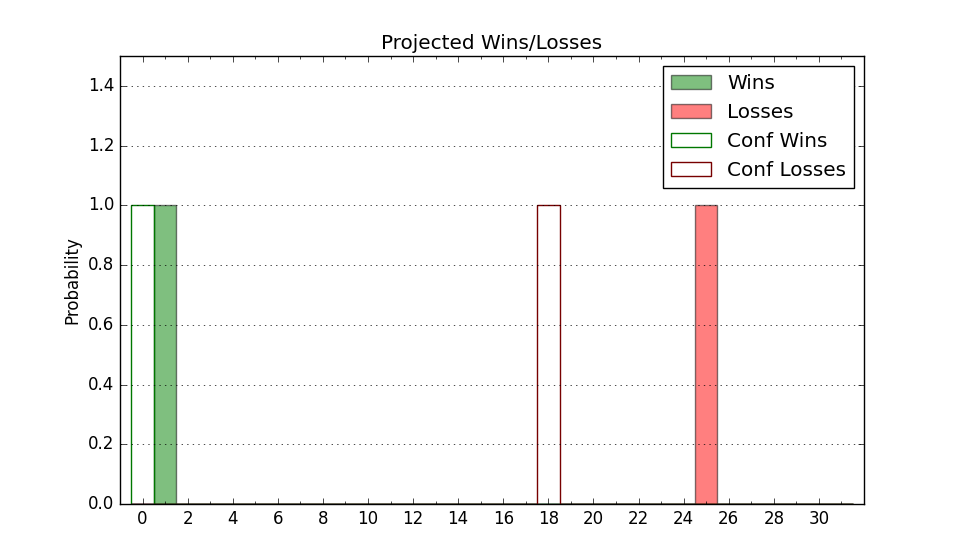 Projected Wins/Losses
Wins
Losses
Conf Wins
Conf Losses
Probability
1.4
1.2
1.0
0.8
0.6
0.4
0.2
0.0
0 2 4 6 8 10 12 14 16 18 20 22 24 26 28 30